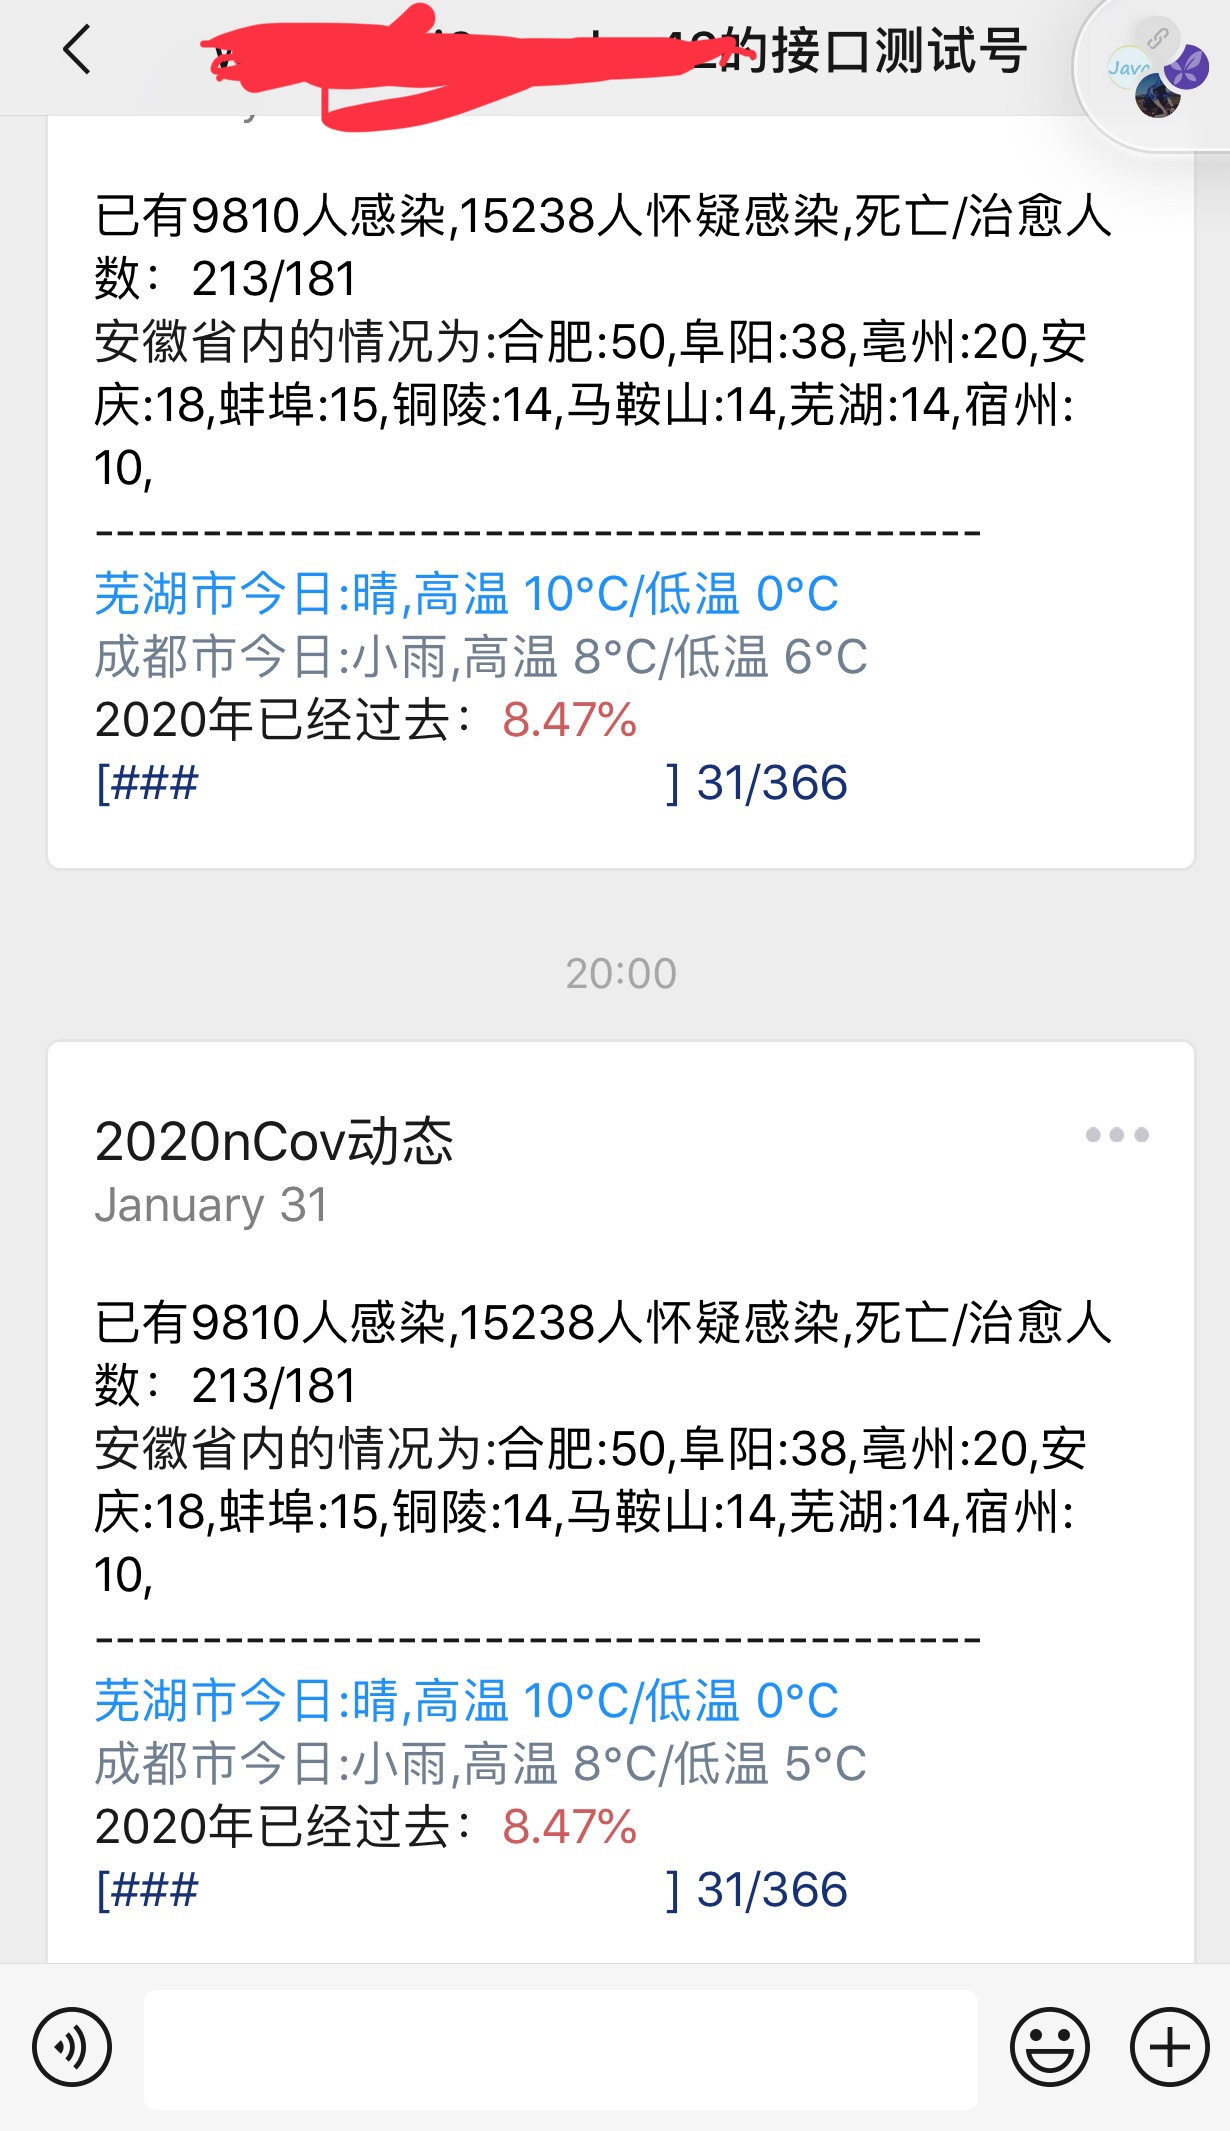 的接口测试号
Java
已有9810人感染,15238人怀疑感染,死亡/治愈人
数：213/181
安徽省内的情况为:合肥:50,阜阳:38,亳州:20,安
庆:18,蚌埠:15,铜陵:14,马鞍山:14,芜湖:14,宿州:
10,
-----------------------------------------
芜湖市今日:晴,高温 10°C/低温 0°C
成都市今日:小雨,高温 8°C/低温 6°C
2020年已经过去：8.47%
[### ] 31/366
20:00
2020nCov动态
January 31
已有9810人感染,15238人怀疑感染,死亡/治愈人
数：213/181
安徽省内的情况为:合肥:50,阜阳:38,亳州:20,安
庆:18,蚌埠:15,铜陵:14,马鞍山:14,芜湖:14,宿州:
10,
-----------------------------------------
芜湖市今日:晴,高温 10°C/低温 0°C
成都市今日:小雨,高温 8°C/低温 5°C
2020年已经过去：8.47%
[### ] 31/366